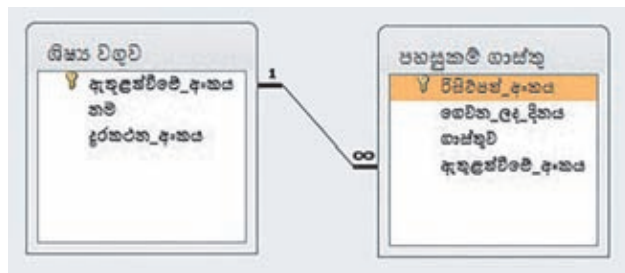 ශිෂ්‍ය වගුව
ඇතුළත්වීමේ_අංකය
නම
දුරකථන_අංකය
1
∞
පහසුකම් ගාස්තු
රිසිට්පත්_අංකය
ගෙවන_ලද_දිනය
ගාස්තුව
ඇතුළත්වීමේ_අංකය